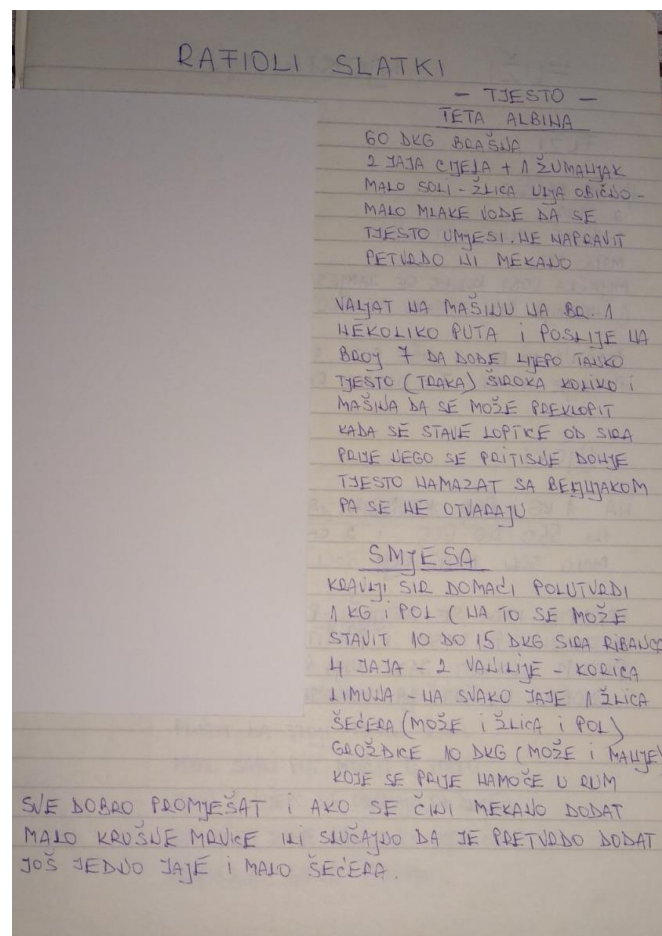 RAFIOLI SLATKI
- TJESTO -
TETA ALBINA
60 DKG BRAŠNA
2 JAJA CIJELA + 1 ŽUMANJAK
MALO SOLI - ŽLICA ULJA OBIČNO -
MALO MLAKE VODE DA SE
TJESTO UMJESI. NE NAPRAVIT
PETVRDO NI MEKANO
VALJAT NA MAŠINU NA BR. 1
NEKOLIKO PUTA i POSLIJE NA
BROJ 7 DA DOĐE LIJEPO TANKO
TJESTO (TRAKA) ŠIROKA KOLIKO i
MAŠINA DA SE MOŽE PREKLOPIT
KADA SE STAVE LOPTICE OD SIRA
PRIJE NEGO SE PRITISNE DONJE
TJESTO NAMAZAT SA BEELJAKOM
PA SE NE OTVARAJU
SMJESA
KRAVLJI SIR DOMAĆI POLUTVRDI
1 KG i POL (NA TO SE MOŽE
STAVIT 10 DO 15 DKG SIRA RIBANOG
4 JAJA - 2 VANILIJE - KORICA
LIMUNA - NA SVAKO JAJE 1 ŽLICA
ŠEĆERA (MOŽE i ŽLICA i POL)
GROŽĐICE 10 DKG (MOŽE i MANJE)
KOJE SE PRIJE NAMOČE U RUM
SVE DOBRO PROMJEŠAT i AKO SE ČINI MEKANO DODAT
MALO KRUŠNE MRVICE ILI SLUČAJNO DA JE PRETVRDO DODAT
JOŠ JEDNO JAJE i MALO ŠEĆERA.